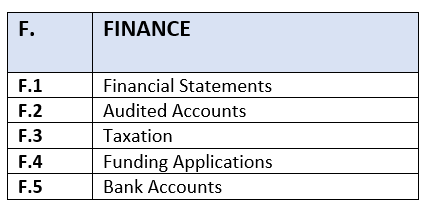 F. FINANCE
F.1 Financial Statements
F.2 Audited Accounts
F.3 Taxation
F.4 Funding Applications
F.5 Bank Accounts